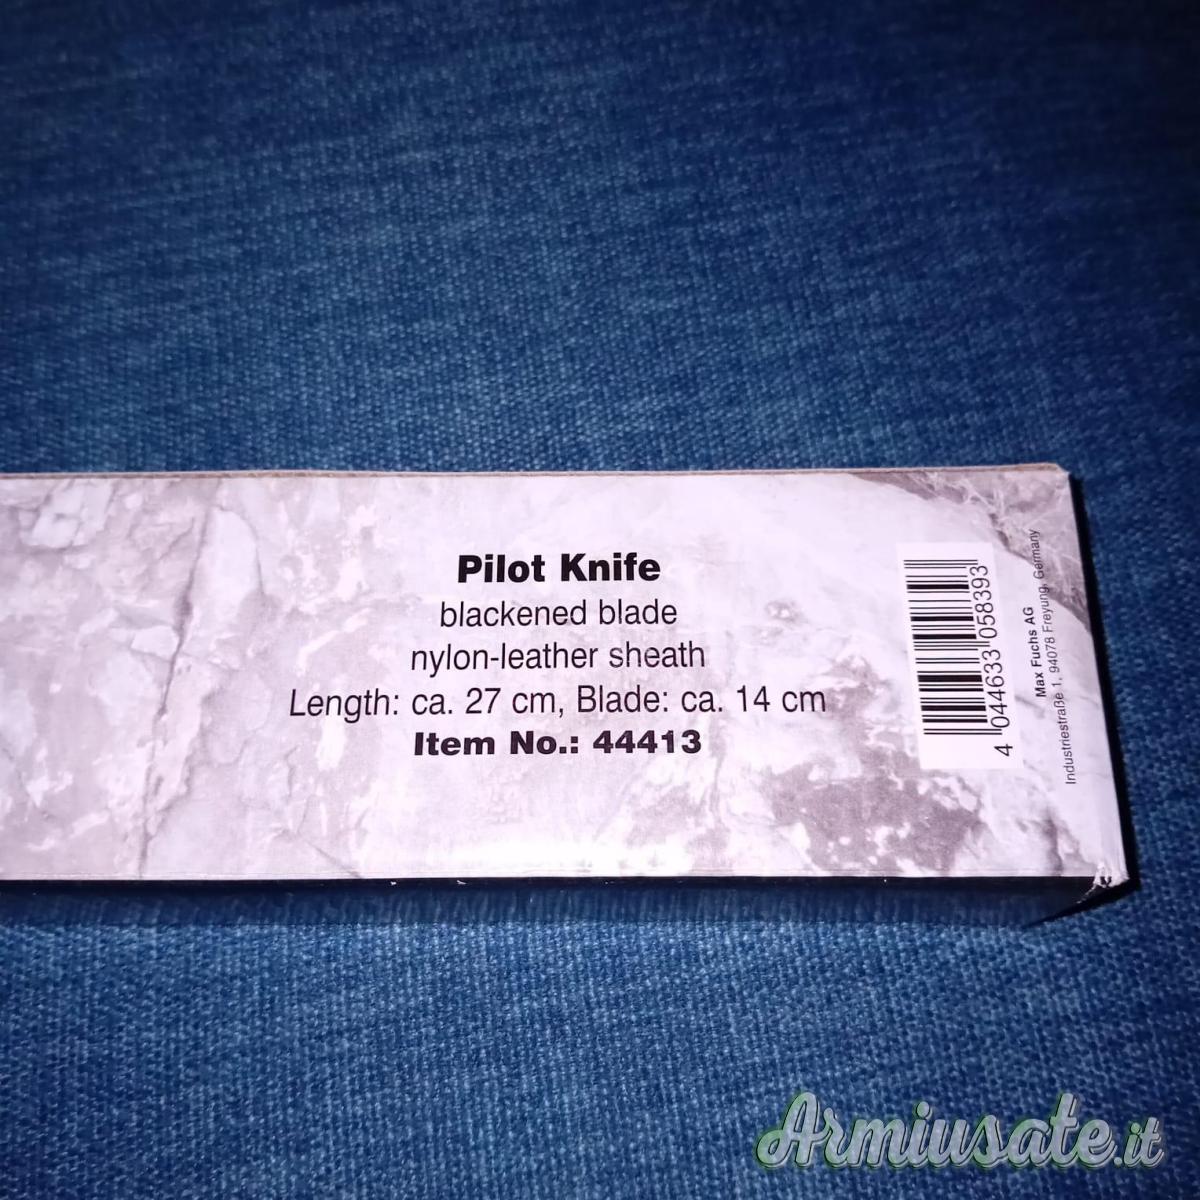 Pilot Knife
blackened blade
nylon-leather sheath
Length: ca. 27 cm, Blade: ca. 14 cm
Item No.: 44413
4 044633 058393
Max Fuchs AG
Industriestraße 1, 94078 Freyung, Germany
Armiusate.it